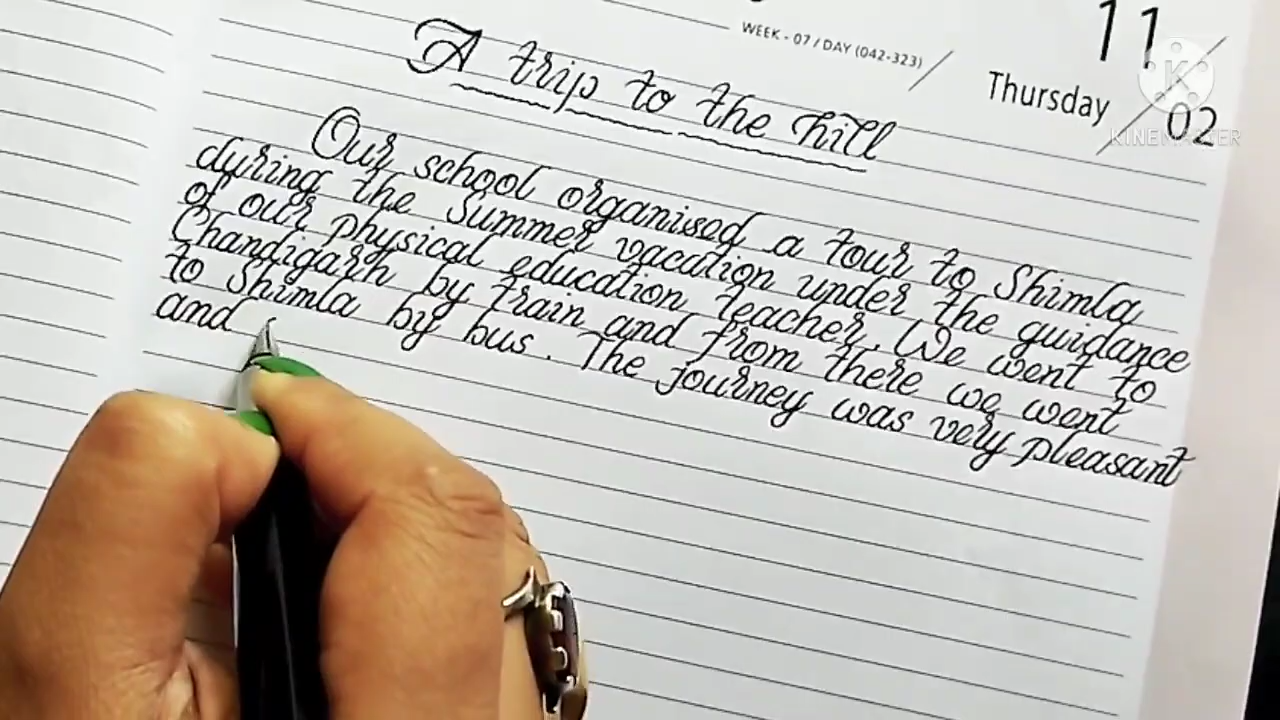 WEEK - 07 / DAY (042-323)
11
Thursday
02
KINEMASTER
A trip to the hill
Our school organised a tour to Shimla
during the Summer vacation under the guidance
of our physical education teacher. We went to
Chandigarh by train and from there we went
to Shimla by bus. The journey was very pleasant
and